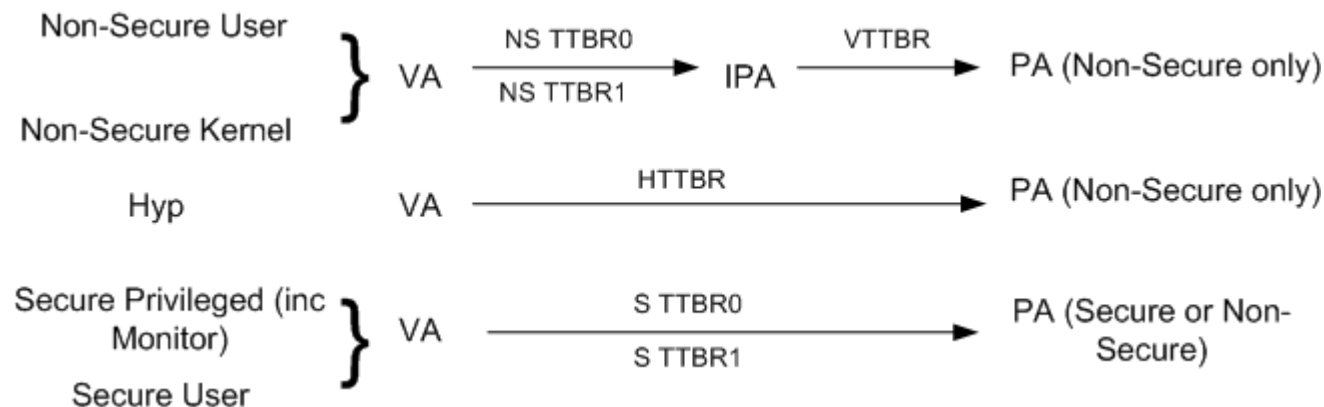 Non-Secure User
Non-Secure Kernel
}
VA
NS TTBR0
NS TTBR1
IPA
VTTBR
PA (Non-Secure only)
Hyp
VA
HTTBR
PA (Non-Secure only)
Secure Privileged (inc
Monitor)
Secure User
}
VA
S TTBR0
S TTBR1
PA (Secure or Non-
Secure)